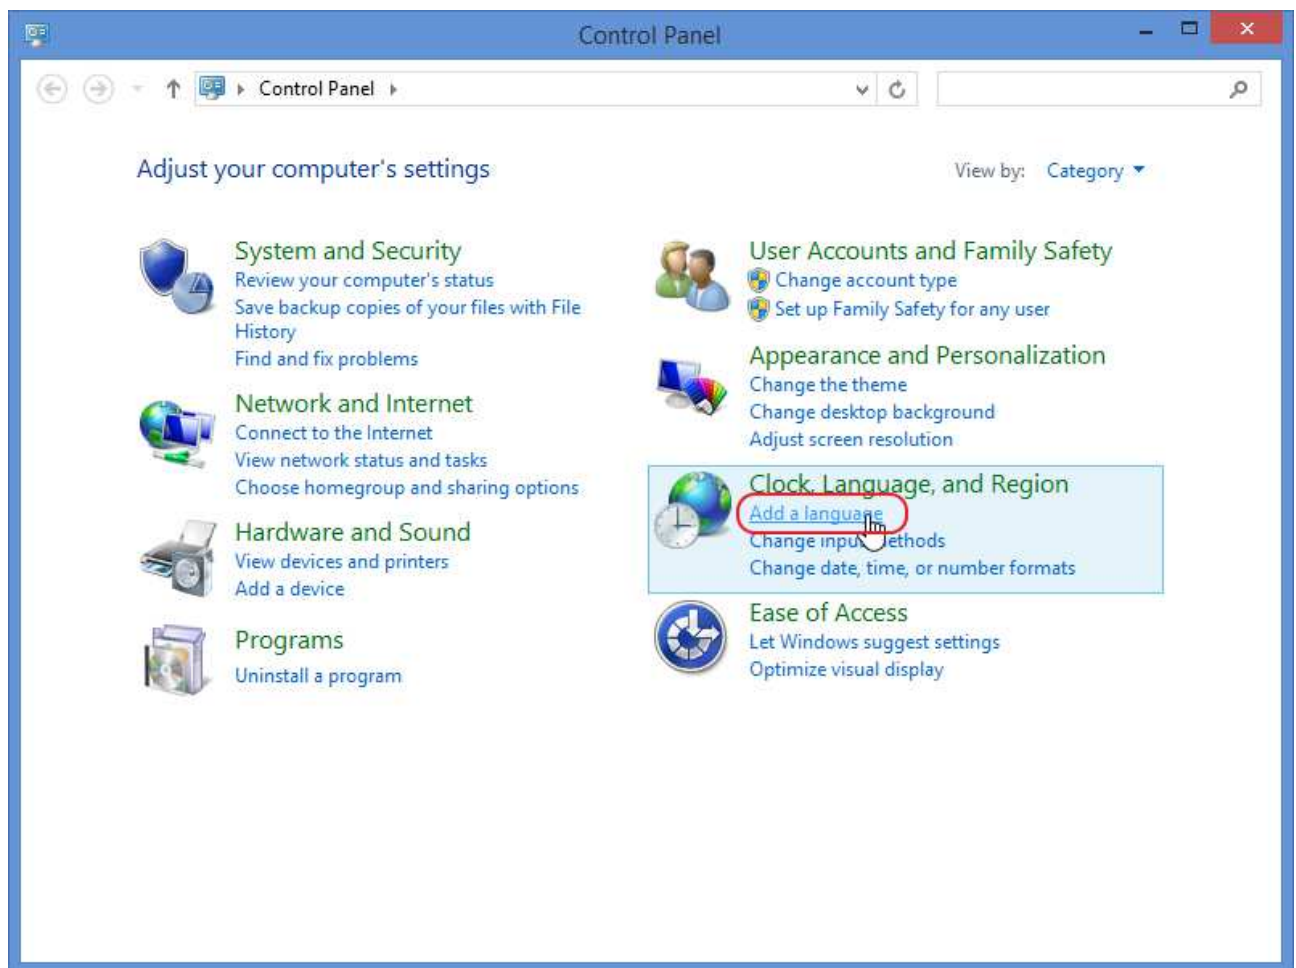 Control Panel
Control Panel
Adjust your computer's settings
View by: Category
System and Security
Review your computer's status
Save backup copies of your files with File
History
Find and fix problems
Network and Internet
Connect to the Internet
View network status and tasks
Choose homegroup and sharing options
Hardware and Sound
View devices and printers
Add a device
Programs
Uninstall a program
User Accounts and Family Safety
Change account type
Set up Family Safety for any user
Appearance and Personalization
Change the theme
Change desktop background
Adjust screen resolution
Clock, Language, and Region
Add a language
Change input methods
Change date, time, or number formats
Ease of Access
Let Windows suggest settings
Optimize visual display